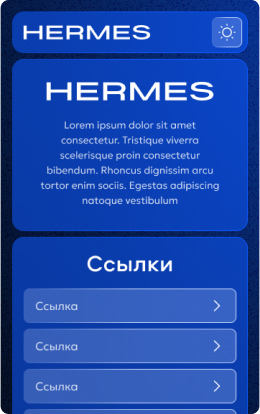 HERMES
HERMES
Lorem ipsum dolor sit amet
consectetur. Tristique viverra
scelerisque proin consectetur
bibendum. Rhoncus dignissim arcu
tortor enim sociis. Egestas adipiscing
natoque vestibulum
Ссылки
Ссылка
Ссылка
Ссылка